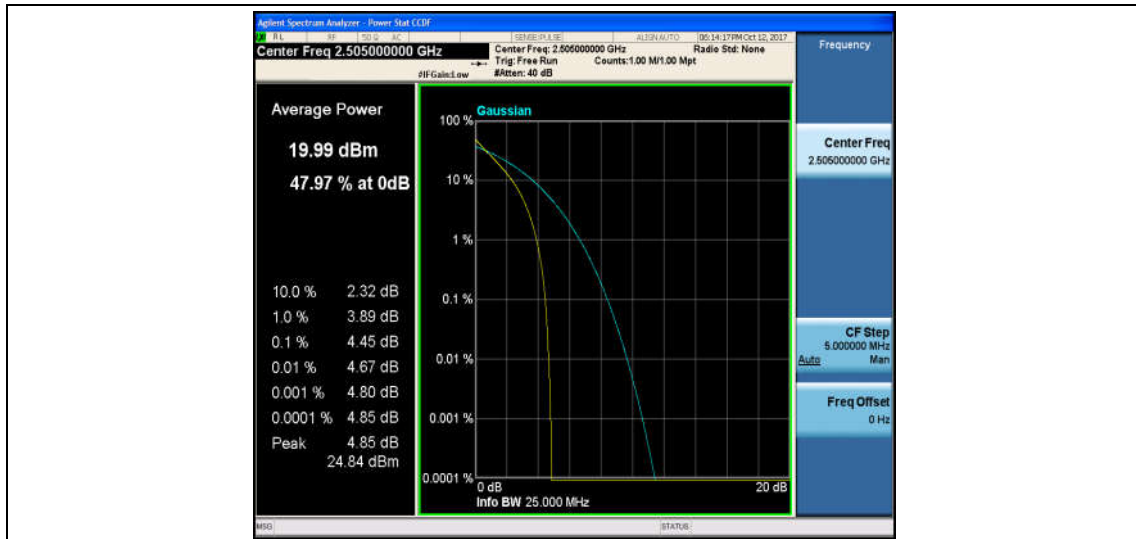 Agilent Spectrum Analyzer - Power Stat CCDF
RL RF 50 Ω AC SENSE:PULSE ALIGN AUTO 06:14:17 PM Oct 12, 2017
Center Freq 2.505000000 GHz
Center Freq: 2.505000000 GHz Radio Std: None
Trig: Free Run Counts:1.00 M/1.00 Mpt
#IFGain:Low #Atten: 40 dB
Frequency
Average Power
19.99 dBm
47.97 % at 0dB
10.0 % 2.32 dB
1.0 % 3.89 dB
0.1 % 4.45 dB
0.01 % 4.67 dB
0.001 % 4.80 dB
0.0001 % 4.85 dB
Peak 4.85 dB
24.84 dBm
Gaussian
100 %
10 %
1 %
0.1 %
0.01 %
0.001 %
0.0001 %
0 dB 20 dB
Info BW 25.000 MHz
Center Freq
2.505000000 GHz
CF Step
5.000000 MHz
Auto Man
Freq Offset
0 Hz
MSG STATUS